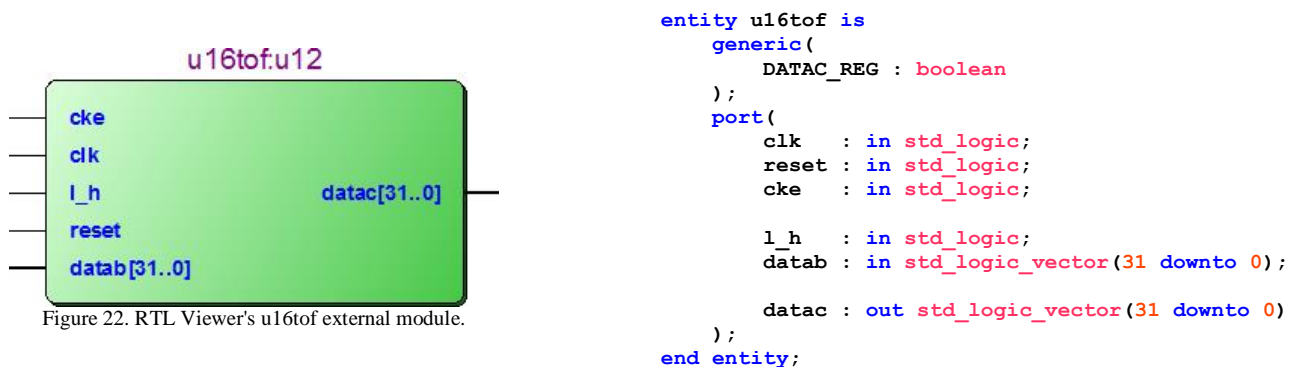 u16tof:u12
cke
clk
l_h
reset
datab[31..0]
datac[31..0]
Figure 22. RTL Viewer's u16tof external module.
entity u16tof is
generic(
DATAC_REG : boolean
);
port(
clk : in std_logic;
reset : in std_logic;
cke : in std_logic;
l_h : in std_logic;
datab : in std_logic_vector(31 downto 0);
datac : out std_logic_vector(31 downto 0)
);
end entity;